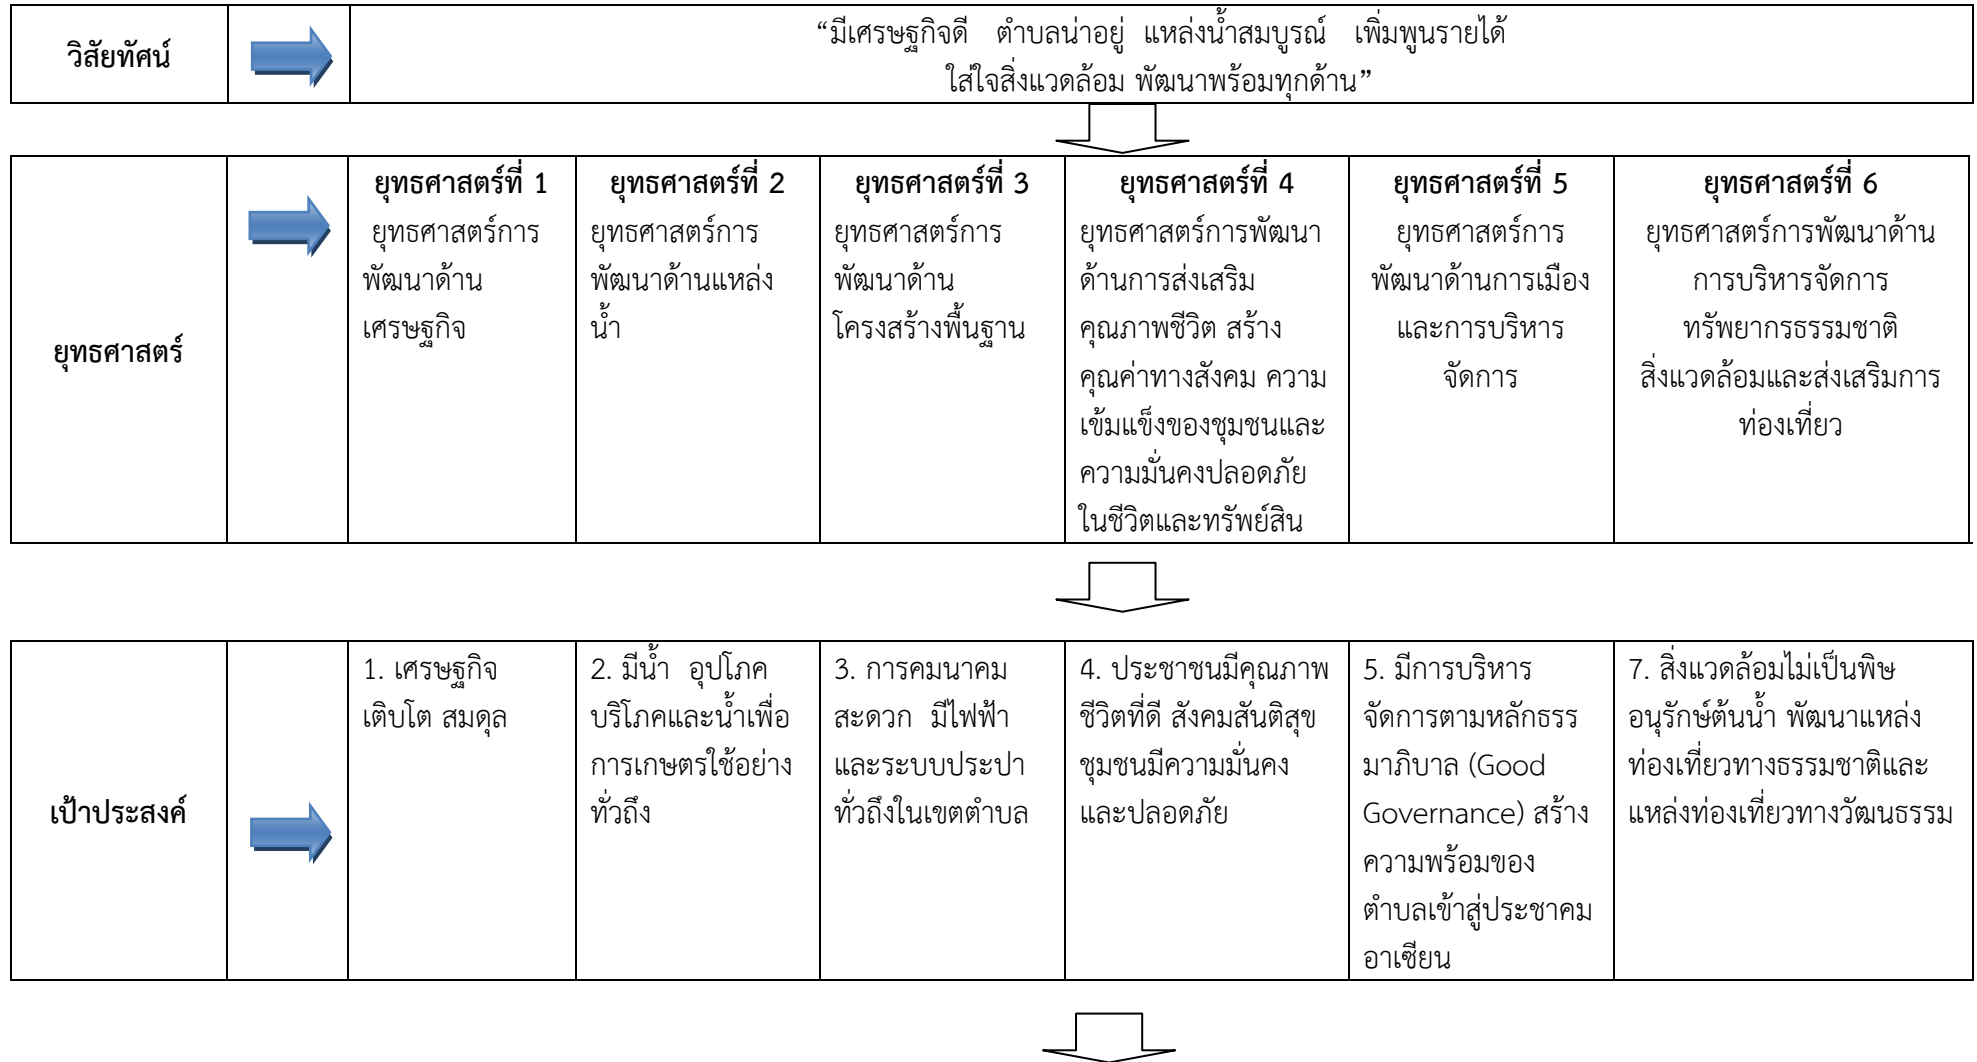 วิสัยทัศน์
“มีเศรษฐกิจดี ตำบลน่าอยู่ แหล่งน้ำสมบูรณ์ เพิ่มพูนรายได้
ใส่ใจสิ่งแวดล้อม พัฒนาพร้อมทุกด้าน”
ยุทธศาสตร์
ยุทธศาสตร์ที่ 1
ยุทธศาสตร์การ
พัฒนาด้าน
เศรษฐกิจ
ยุทธศาสตร์ที่ 2
ยุทธศาสตร์การ
พัฒนาด้านแหล่ง
น้ำ
ยุทธศาสตร์ที่ 3
ยุทธศาสตร์การ
พัฒนาด้าน
โครงสร้างพื้นฐาน
ยุทธศาสตร์ที่ 4
ยุทธศาสตร์การพัฒนา
ด้านการส่งเสริม
คุณภาพชีวิต สร้าง
คุณค่าทางสังคม ความ
เข้มแข็งของชุมชนและ
ความมั่นคงปลอดภัย
ในชีวิตและทรัพย์สิน
ยุทธศาสตร์ที่ 5
ยุทธศาสตร์การ
พัฒนาด้านการเมือง
และการบริหาร
จัดการ
ยุทธศาสตร์ที่ 6
ยุทธศาสตร์การพัฒนาด้าน
การบริหารจัดการ
ทรัพยากรธรรมชาติ
สิ่งแวดล้อมและส่งเสริมการ
ท่องเที่ยว
เป้าประสงค์
1. เศรษฐกิจ
เติบโต สมดุล
2. มีน้ำ อุปโภค
บริโภคและน้ำเพื่อ
การเกษตรใช้อย่าง
ทั่วถึง
3. การคมนาคม
สะดวก มีไฟฟ้า
และระบบประปา
ทั่วถึงในเขตตำบล
4. ประชาชนมีคุณภาพ
ชีวิตที่ดี สังคมสันติสุข
ชุมชนมีความมั่นคง
และปลอดภัย
5. มีการบริหาร
จัดการตามหลักธรร
มาภิบาล (Good
Governance) สร้าง
ความพร้อมของ
ตำบลเข้าสู่ประชาคม
อาเซียน
7. สิ่งแวดล้อมไม่เป็นพิษ
อนุรักษ์ต้นน้ำ พัฒนาแหล่ง
ท่องเที่ยวทางธรรมชาติและ
แหล่งท่องเที่ยวทางวัฒนธรรม